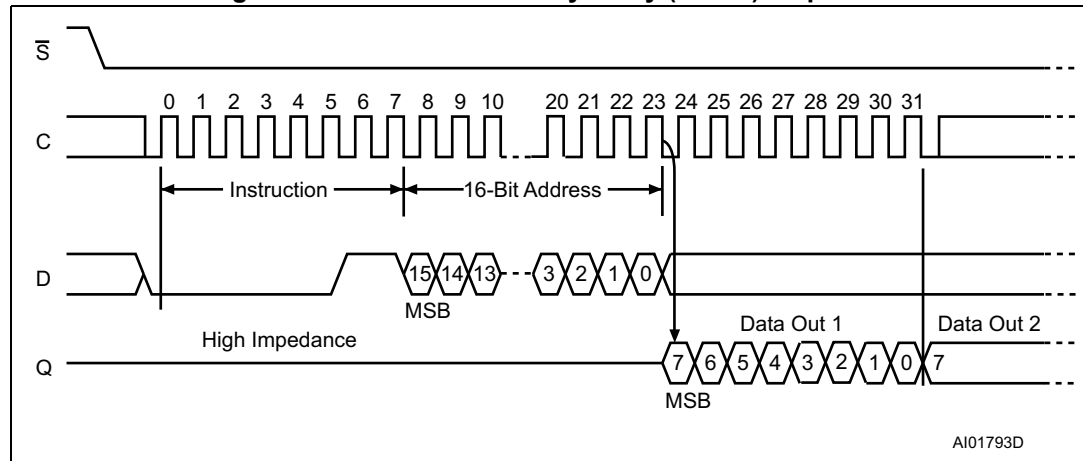 S
0 1 2 3 4 5 6 7 8 9 10 20 21 22 23 24 25 26 27 28 29 30 31
C
Instruction 16-Bit Address
D 15 14 13 3 2 1 0
MSB
High Impedance Data Out 1 Data Out 2
Q 7 6 5 4 3 2 1 0 7
MSB
AI01793D